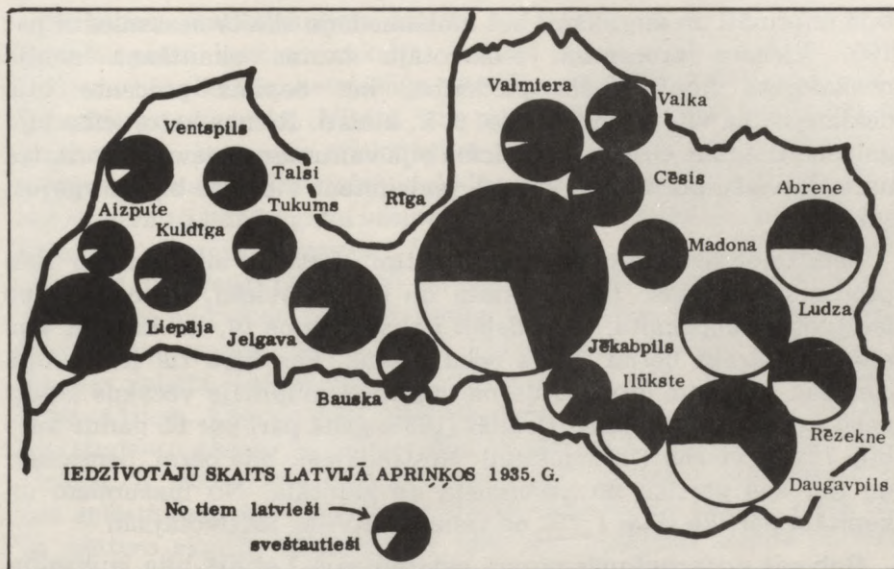 Valmiera
Valka
Ventspils
Talsi
Cēsis
Abrene
Aizpute
Tukums
Rīga
Kuldīga
Madona
Ludza
Liepāja
Jelgava
Jēkabpils
Ilūkste
Bauska
Rēzekne
IEDZĪVOTĀJU SKAITS LATVIJĀ APRIŅĶOS 1935. G.
Daugavpils
No tiem latvieši
sveštautieši